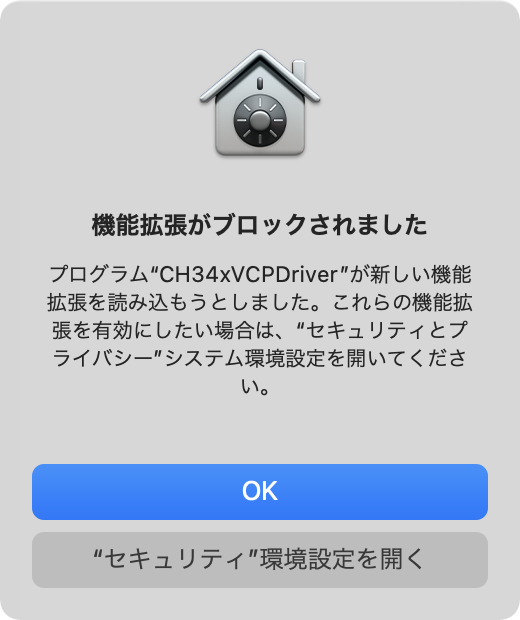 機能拡張がブロックされました
プログラム“CH34xVCPDriver”が新しい機能
拡張を読み込もうとしました。これらの機能拡
張を有効にしたい場合は、“セキュリティとプ
ライバシー”システム環境設定を開いてくださ
い。
OK
“セキュリティ”環境設定を開く